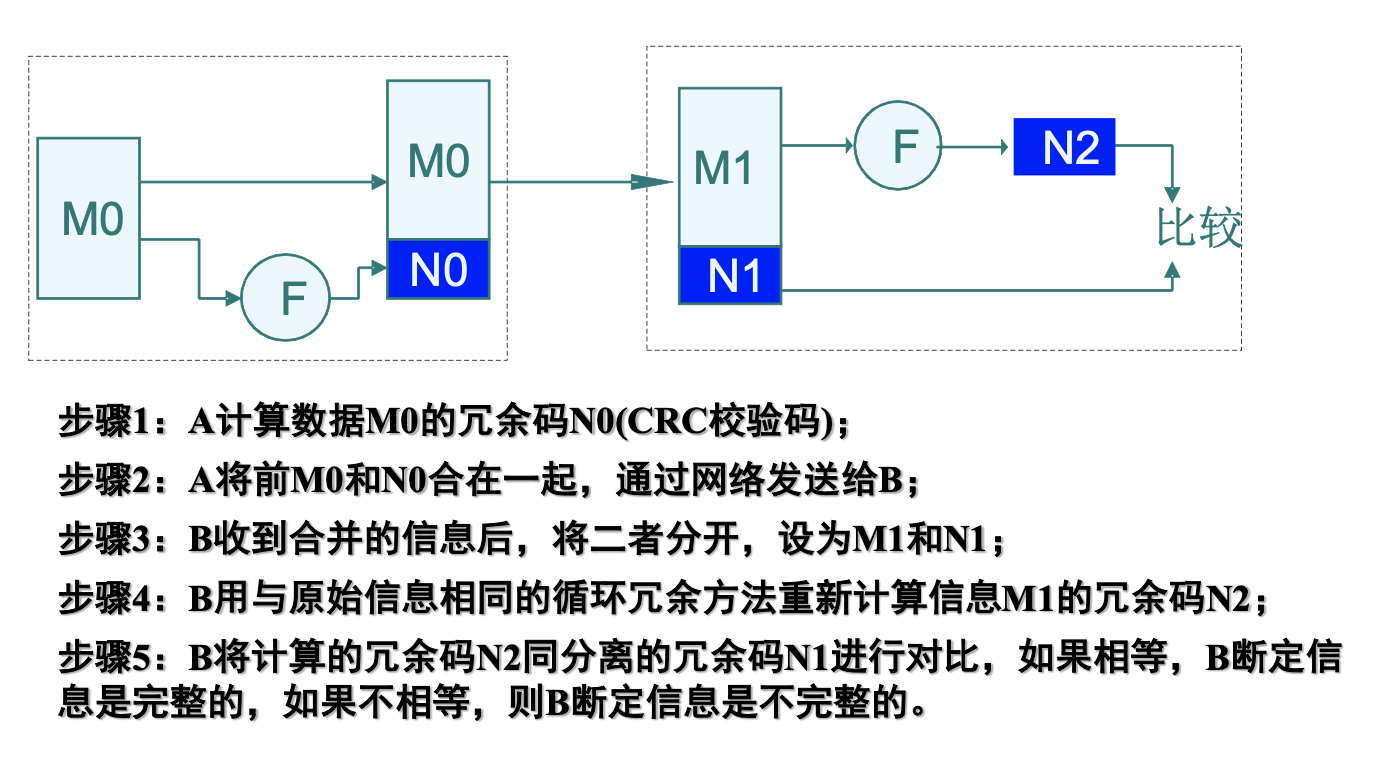 M0
F
M0
N0
M1
N1
F
N2
比较
步骤1：A计算数据M0的冗余码N0(CRC校验码)；
步骤2：A将前M0和N0合在一起，通过网络发送给B；
步骤3：B收到合并的信息后，将二者分开，设为M1和N1；
步骤4：B用与原始信息相同的循环冗余方法重新计算信息M1的冗余码N2；
步骤5：B将计算的冗余码N2同分离的冗余码N1进行对比，如果相等，B断定信
息是完整的，如果不相等，则B断定信息是不完整的。